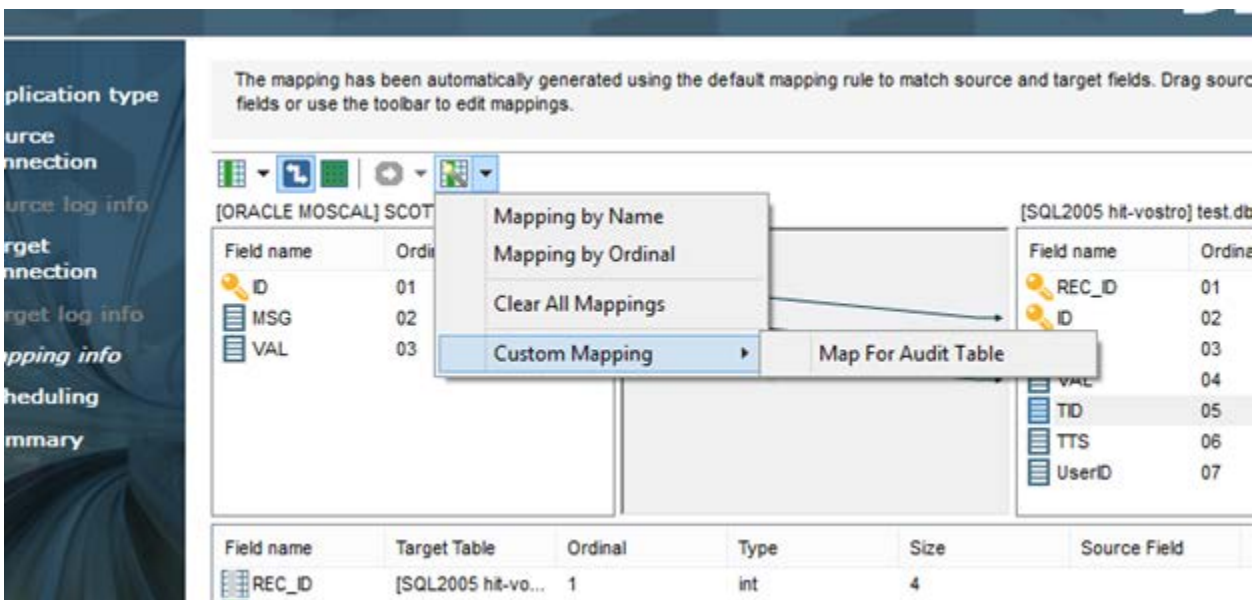 The mapping has been automatically generated using the default mapping rule to match source and target fields. Drag sourc
fields or use the toolbar to edit mappings.
plication type
urce
nnection
urce log info
rget
nnection
rget log info
pping info
heduling
mmary
[ORACLE MOSCAL] SCOT
Field name Ordi
ID 01
MSG 02
VAL 03
Mapping by Name
Mapping by Ordinal
Clear All Mappings
Custom Mapping
Map For Audit Table
[SQL2005 hit-vostro] test.db
Field name Ordina
REC_ID 01
ID 02
03
VAL 04
TID 05
TTS 06
UserID 07
Field name Target Table Ordinal Type Size Source Field
REC_ID [SQL2005 hit-vo... 1 int 4